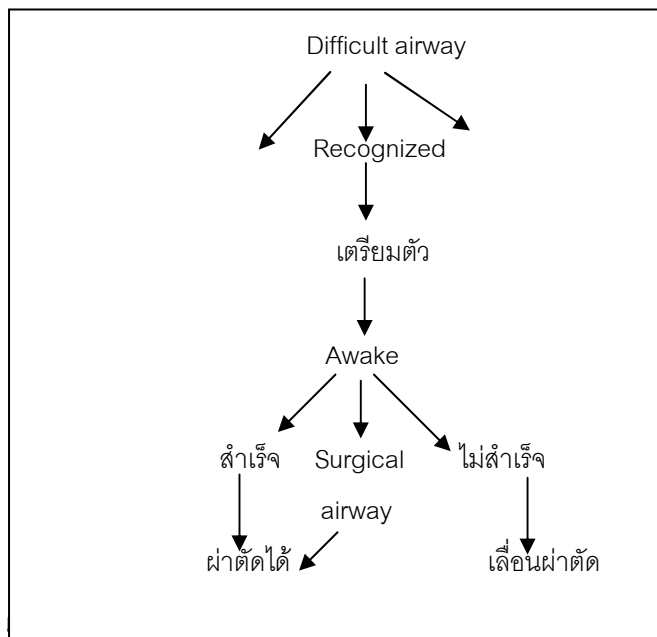 Difficult airway
Recognized
เตรียมตัว
Awake
สำเร็จ Surgical ไม่สำเร็จ
airway
ผ่าตัดได้ เลื่อนผ่าตัด